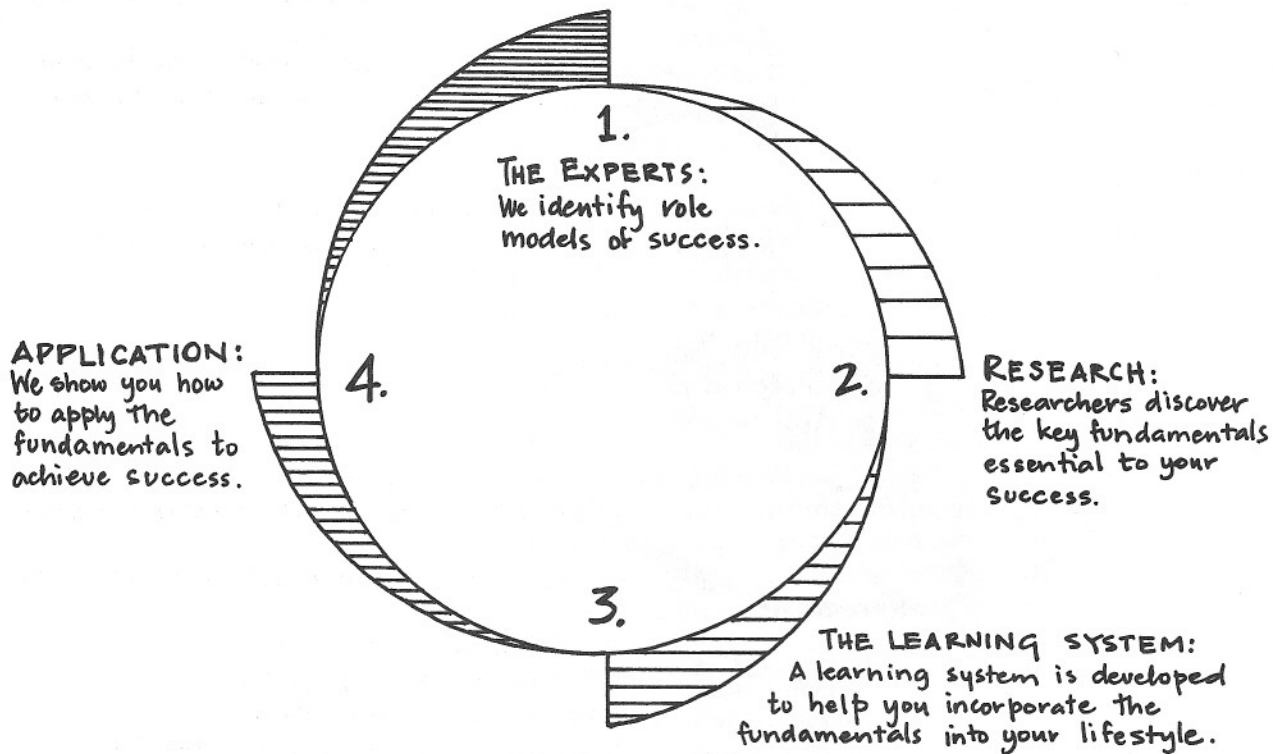 1.
THE EXPERTS:
We identify role
models of success.
2.
RESEARCH:
Researchers discover
the key fundamentals
essential to your
success.
3.
THE LEARNING SYSTEM:
A learning system is developed
to help you incorporate the
fundamentals into your lifestyle.
4.
APPLICATION:
We show you how
to apply the
fundamentals to
achieve success.